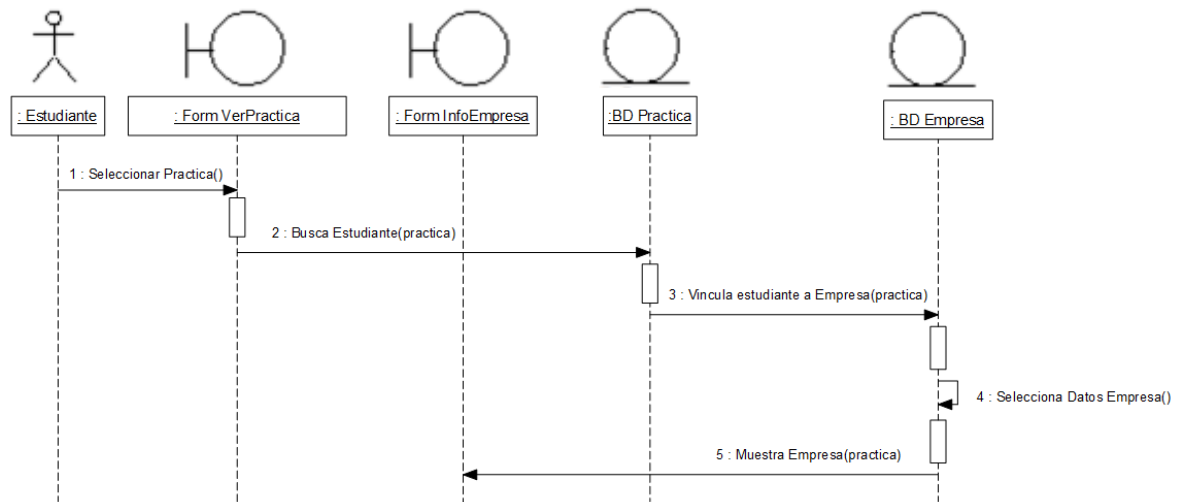 : Estudiante
: Form VerPractica
: Form InfoEmpresa
:BD Practica
: BD Empresa
1 : Seleccionar Practica()
2 : Busca Estudiante(practica)
3 : Vincula estudiante a Empresa(practica)
4 : Selecciona Datos Empresa()
5 : Muestra Empresa(practica)